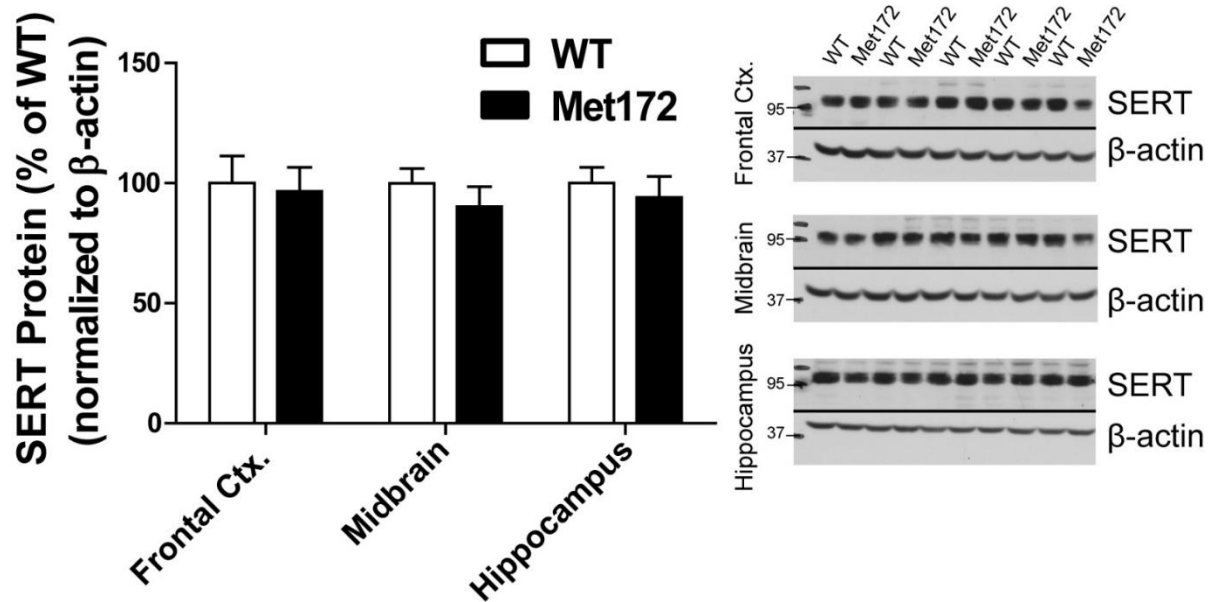 SERT Protein (% of WT)
(normalized to β-actin)
150
100
50
0
WT
Met172
Frontal Ctx.
Midbrain
Hippocampus
WT Met172 WT Met172 WT Met172 WT Met172 WT Met172
Frontal Ctx.
95
SERT
37
β-actin
Midbrain
95
SERT
37
β-actin
Hippocampus
95
SERT
37
β-actin